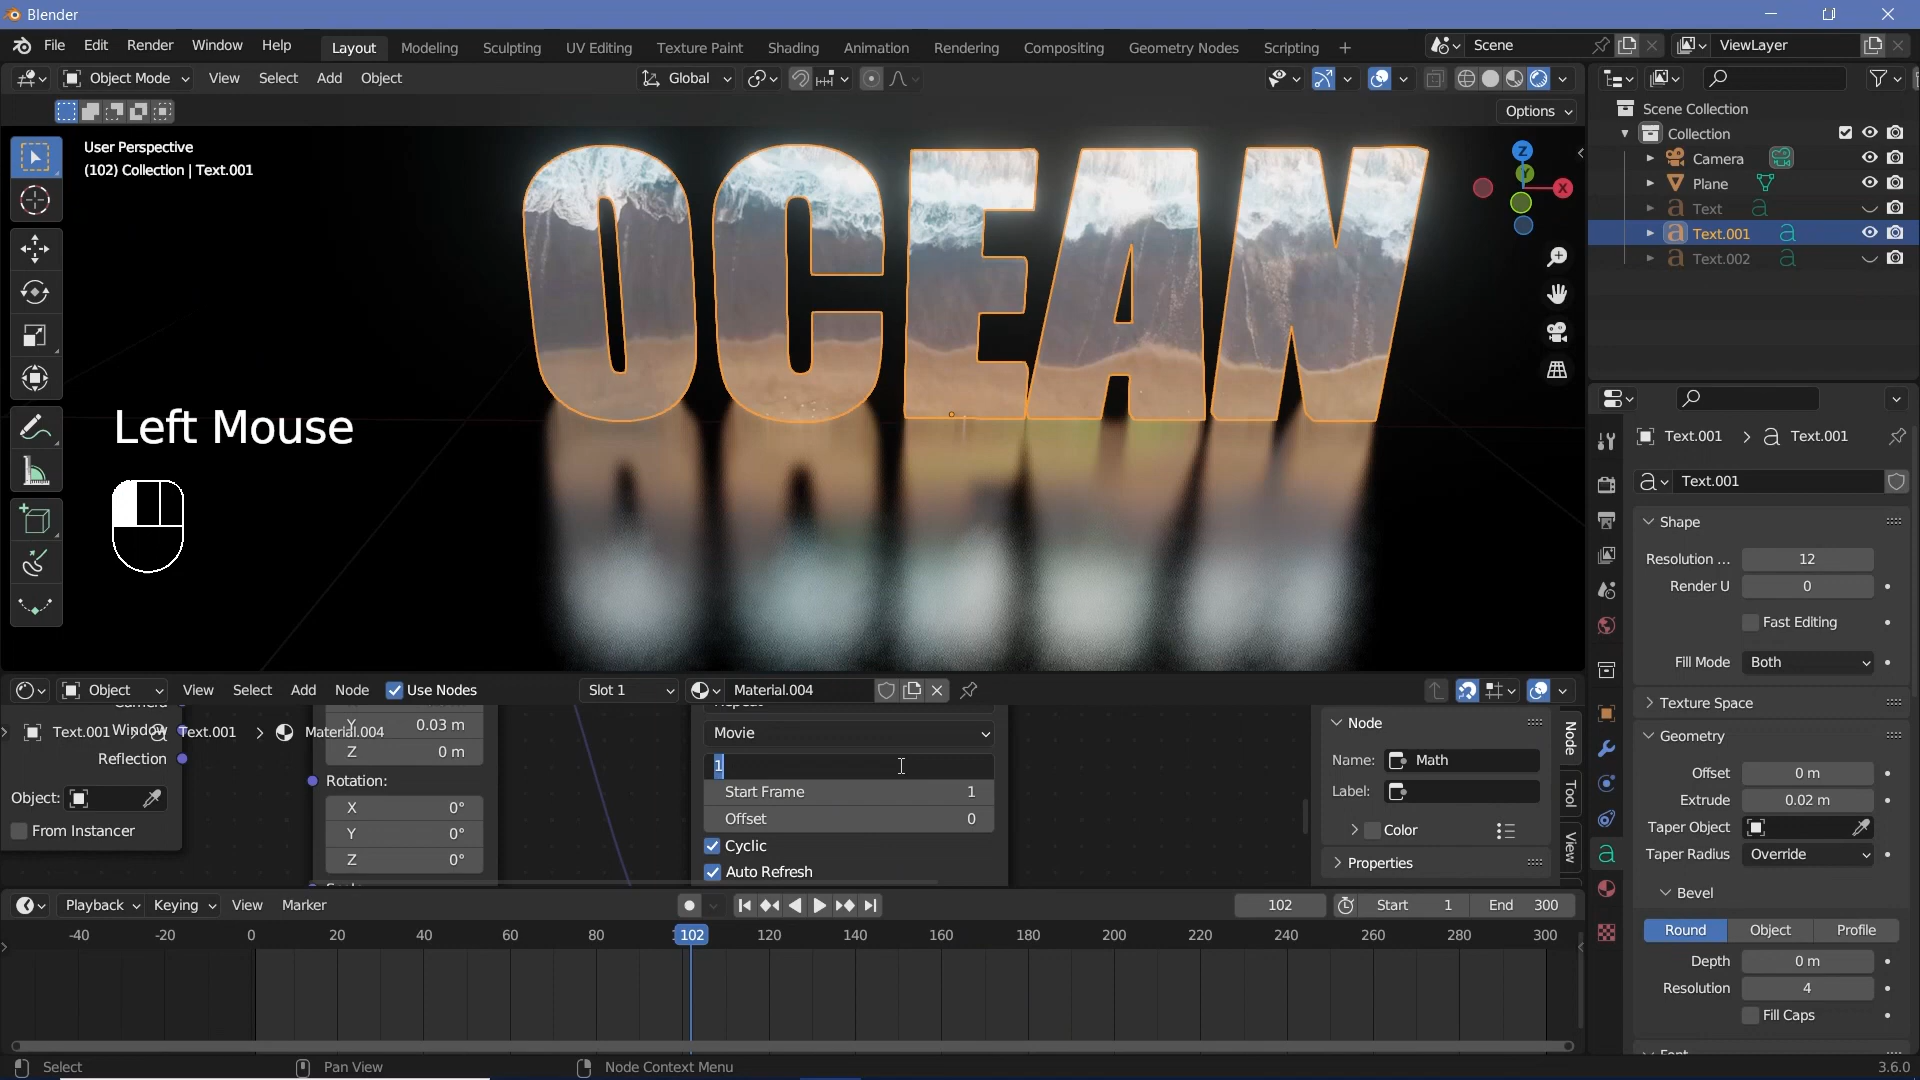 Blender
File Edit Render Window Help
Layout Modeling Sculpting UV Editing Texture Paint Shading Animation Rendering Compositing Geometry Nodes Scripting +
Scene
ViewLayer
Object Mode View Select Add Object
Global
Options
User Perspective
(102) Collection | Text.001
OCEAN
Z
Y
X
Left Mouse
Scene Collection
Collection
Camera
Plane
Text
Text.001
Text.002
Text.001 > Text.001
Text.001
Shape
Resolution ... 12
Render U 0
Fast Editing
Fill Mode Both
Texture Space
Geometry
Offset 0 m
Extrude 0.02 m
Taper Object
Taper Radius Override
Bevel
Round Object Profile
Depth 0 m
Resolution 4
Fill Caps
Object View Select Add Node Use Nodes
Slot 1
Material.004
Text.001 > Text.001 > Material.004
Window
Reflection
Object:
From Instancer
Y 0.03 m
Z 0 m
Rotation:
X 0°
Y 0°
Z 0°
Movie
1
Start Frame 1
Offset 0
Cyclic
Auto Refresh
Node
Name: Math
Label:
Color
Properties
Node
Tool
View
Playback Keying View Marker
102
Start 1
End 300
-40 -20 0 20 40 60 80 102 120 140 160 180 200 220 240 260 280 300
Select
Pan View
Node Context Menu
3.6.0